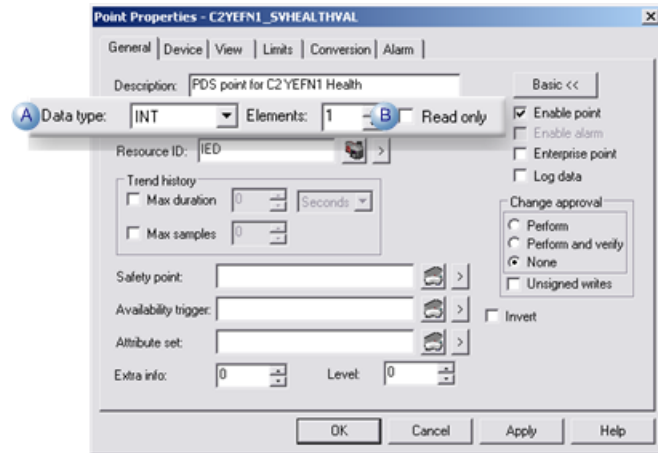 Point Properties - C2YEFN1_SVHEALTHVAL
General Device View Limits Conversion Alarm
Description: PDS point for C2 YEFN1 Health
Basic <<
A Data type: INT Elements: 1 B Read only
Enable point
Enable alarm
Enterprise point
Log data
Resource ID: IED >
Trend history
Max duration 0 Seconds
Max samples 0
Change approval
Perform
Perform and verify
None
Unsigned writes
Safety point: >
Availability trigger: >
Invert
Attribute set: >
Extra info: 0 Level: 0
OK Cancel Apply Help